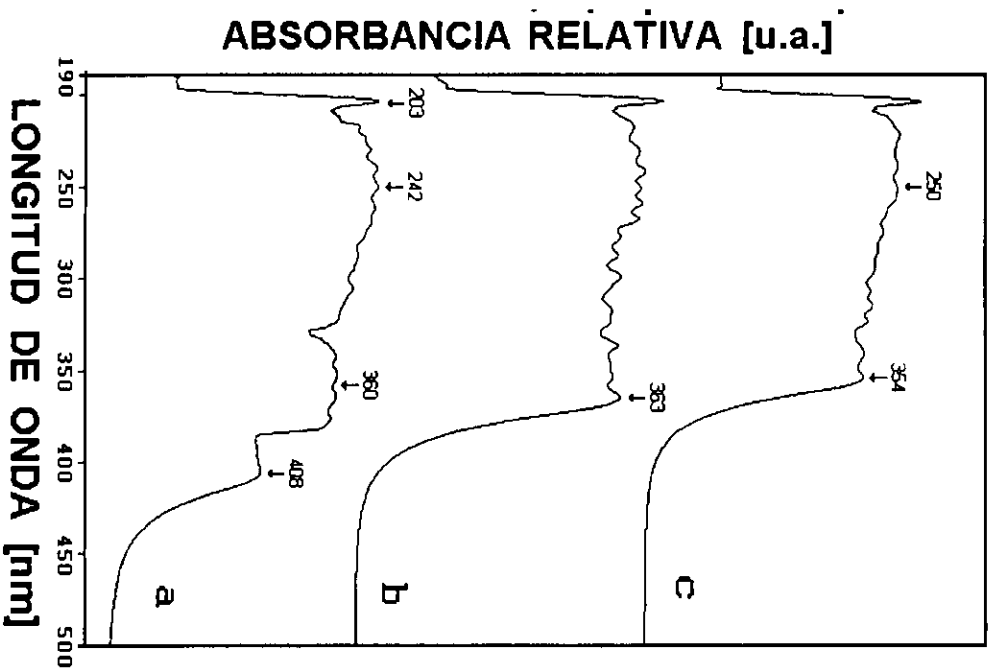 ABSORBANCIA RELATIVA [u.a.]
203
242
360
408
a
363
b
250
354
c
190
250
300
350
400
450
500
LONGITUD DE ONDA [nm]